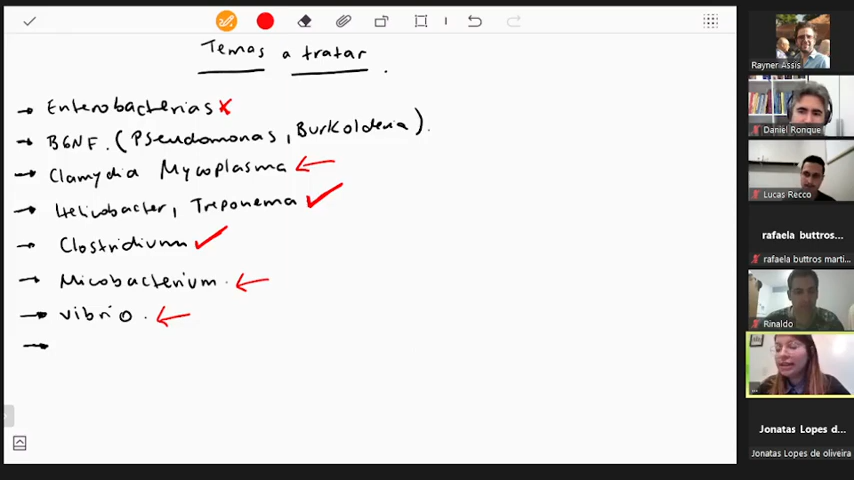 Temas a tratar.
→ Enterobacterias x
→ BGNF. (Pseudomonas, Burkolderia).
→ Clamydia Mycoplasma ←
→ Helicobacter, Treponema ✓
→ Clostridium ✓
→ Micobacterium. ←
→ vibrio. ←
→
Rayner Assis
Daniel Ronque
Lucas Recco
rafaela buttros...
rafaela buttros marti...
Rinaldo
...
Jonatas Lopes d...
Jonatas Lopes de oliveira